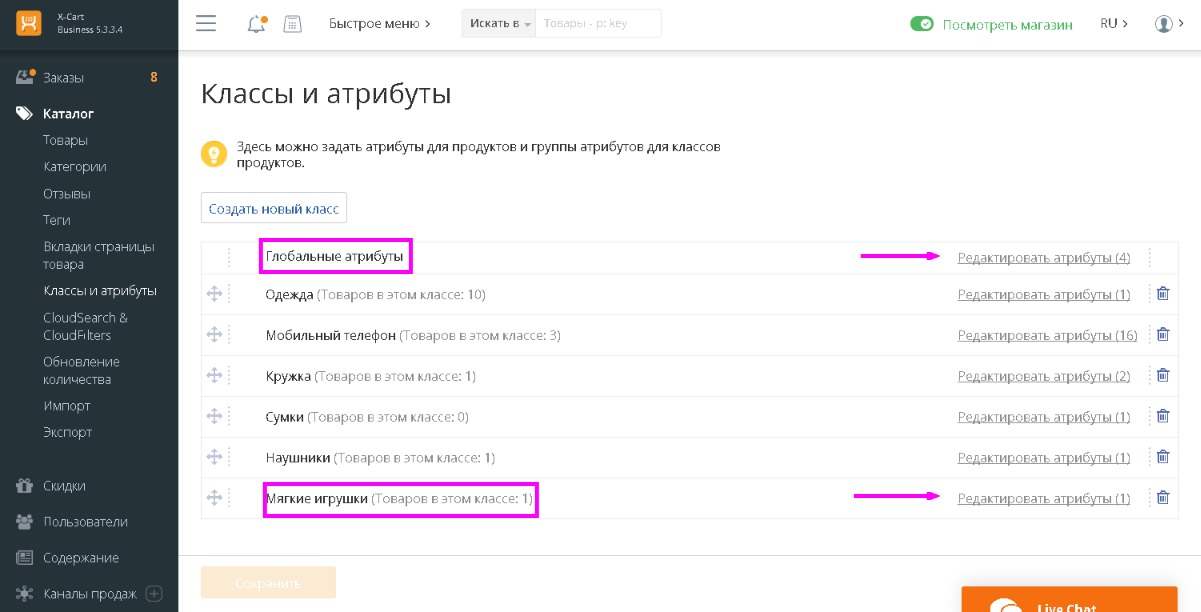 X-Cart
Business 5.3.3.4
Быстрое меню
Искать в
Товары - p: key
Посмотреть магазин
RU
Заказы
8
Каталог
Товары
Категории
Отзывы
Теги
Вкладки страницы
товара
Классы и атрибуты
CloudSearch &
CloudFilters
Обновление
количества
Импорт
Экспорт
Скидки
Пользователи
Содержание
Каналы продаж
Классы и атрибуты
Здесь можно задать атрибуты для продуктов и группы атрибутов для классов
продуктов.
Создать новый класс
Глобальные атрибуты Редактировать атрибуты (4)
Одежда (Товаров в этом классе: 10) Редактировать атрибуты (1)
Мобильный телефон (Товаров в этом классе: 3) Редактировать атрибуты (16)
Кружка (Товаров в этом классе: 1) Редактировать атрибуты (2)
Сумки (Товаров в этом классе: 0) Редактировать атрибуты (1)
Наушники (Товаров в этом классе: 1) Редактировать атрибуты (1)
Мягкие игрушки (Товаров в этом классе: 1) Редактировать атрибуты (1)
Сохранить
Live Chat